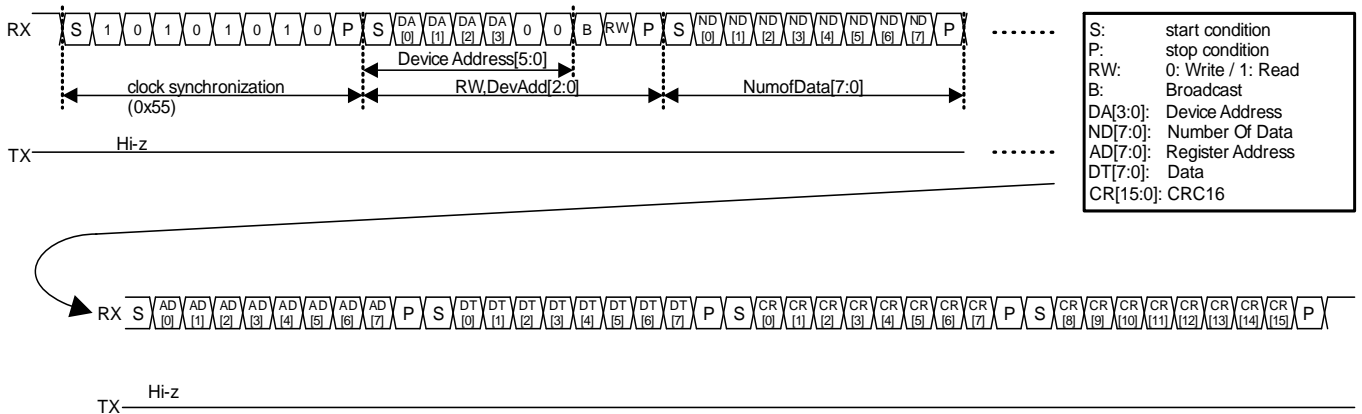 RX S 1 0 1 0 1 0 1 0 P S DA [0] DA [1] DA [2] DA [3] 0 0 B RW P S ND [0] ND [1] ND [2] ND [3] ND [4] ND [5] ND [6] ND [7] P
Device Address[5:0]
clock synchronization (0x55)
RW,DevAdd[2:0]
NumofData[7:0]
TX Hi-z
S: start condition
P: stop condition
RW: 0: Write / 1: Read
B: Broadcast
DA[3:0]: Device Address
ND[7:0]: Number Of Data
AD[7:0]: Register Address
DT[7:0]: Data
CR[15:0]: CRC16
RX S AD [0] AD [1] AD [2] AD [3] AD [4] AD [5] AD [6] AD [7] P S DT [0] DT [1] DT [2] DT [3] DT [4] DT [5] DT [6] DT [7] P S CR [0] CR [1] CR [2] CR [3] CR [4] CR [5] CR [6] CR [7] P S CR [8] CR [9] CR [10] CR [11] CR [12] CR [13] CR [14] CR [15] P
TX Hi-z